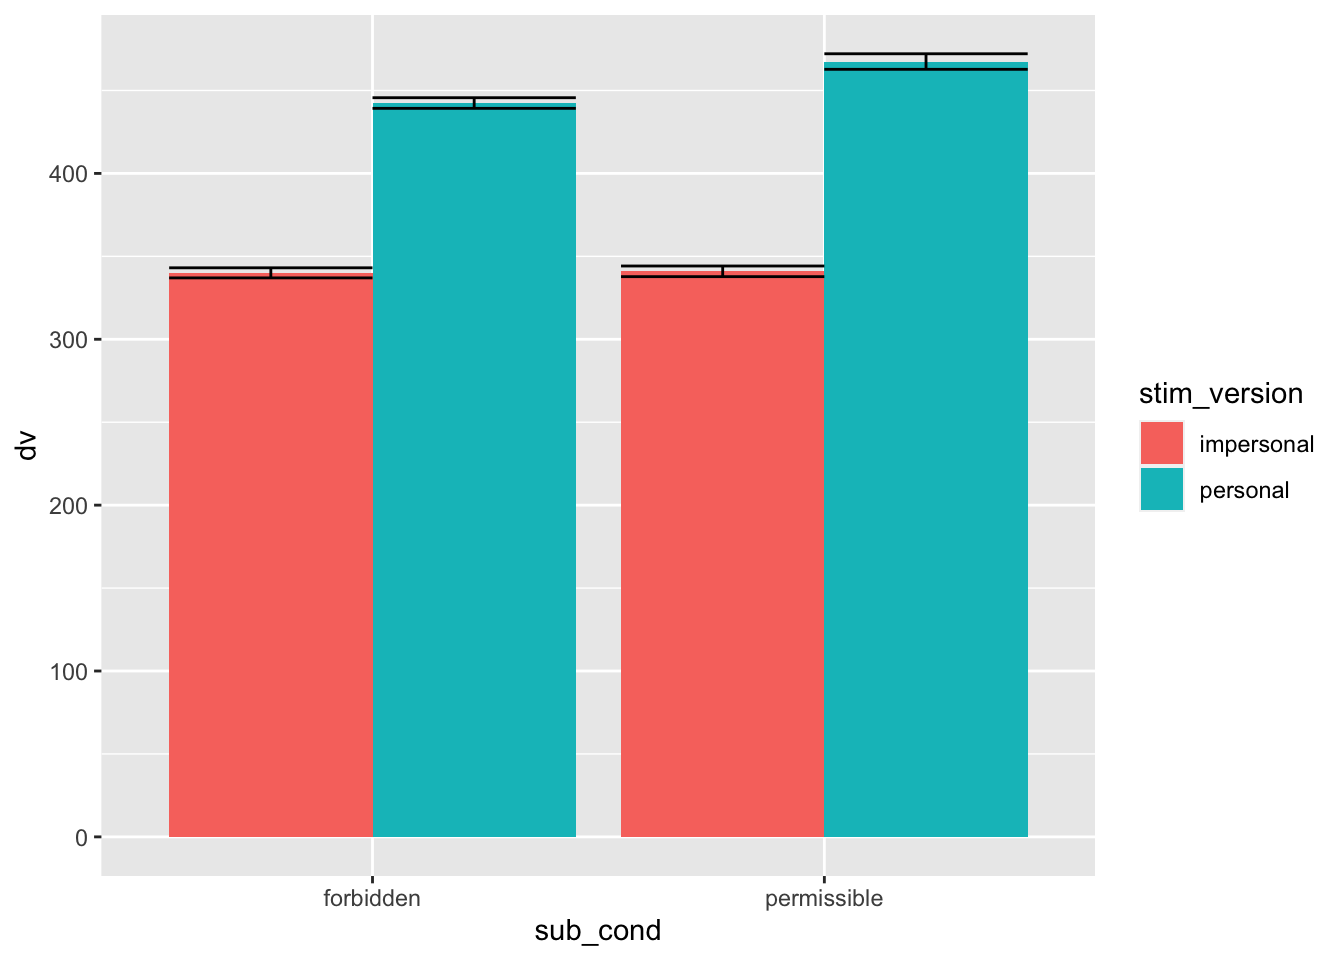 400
300
200
100
0
dv
forbidden
permissible
sub_cond
stim_version
impersonal
personal